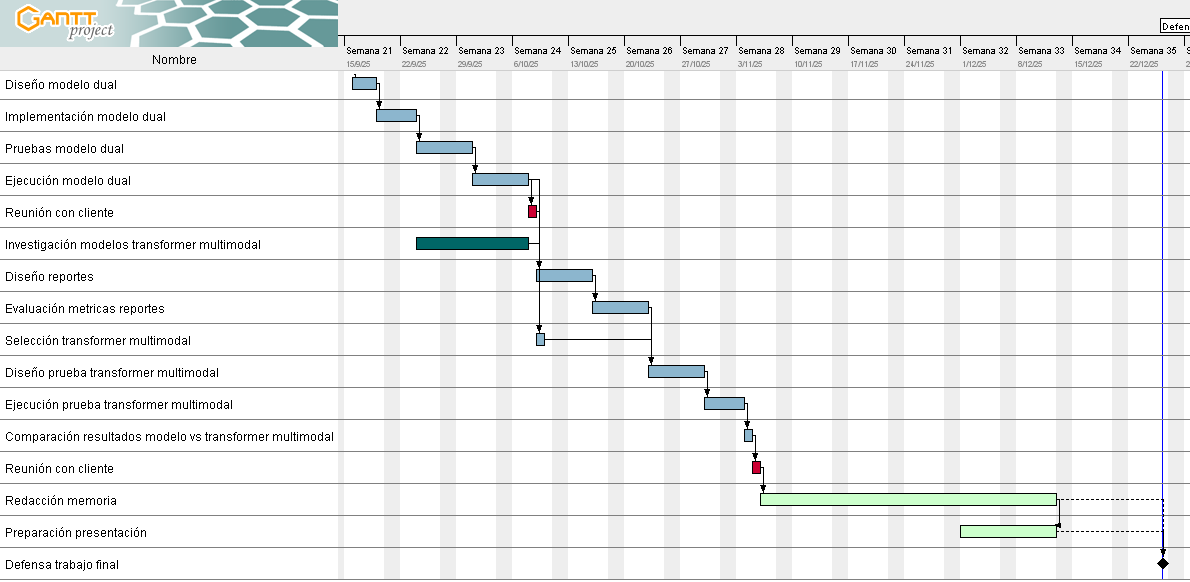 GANTT
project
Defen
Nombre
Semana 21 Semana 22 Semana 23 Semana 24 Semana 25 Semana 26 Semana 27 Semana 28 Semana 29 Semana 30 Semana 31 Semana 32 Semana 33 Semana 34 Semana 35 S
15/9/25 22/9/25 29/9/25 6/10/25 13/10/25 20/10/25 27/10/25 3/11/25 10/11/25 17/11/25 24/11/25 1/12/25 8/12/25 15/12/25 22/12/25 2
Diseño modelo dual
Implementación modelo dual
Pruebas modelo dual
Ejecución modelo dual
Reunión con cliente
Investigación modelos transformer multimodal
Diseño reportes
Evaluación metricas reportes
Selección transformer multimodal
Diseño prueba transformer multimodal
Ejecución prueba transformer multimodal
Comparación resultados modelo vs transformer multimodal
Reunión con cliente
Redacción memoria
Preparación presentación
Defensa trabajo final